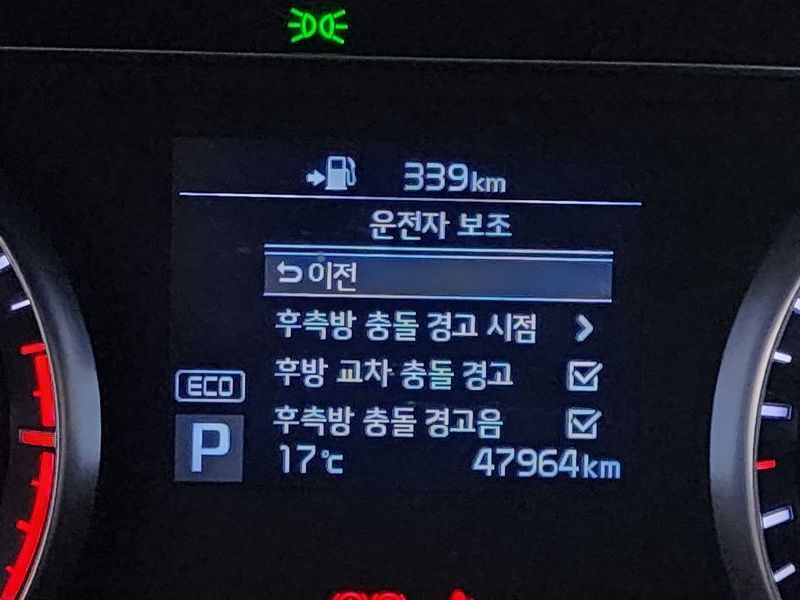 339km
운전자 보조
이전
후측방 충돌 경고 시점
후방 교차 충돌 경고
ECO
후측방 충돌 경고음
P
17℃ 47964km